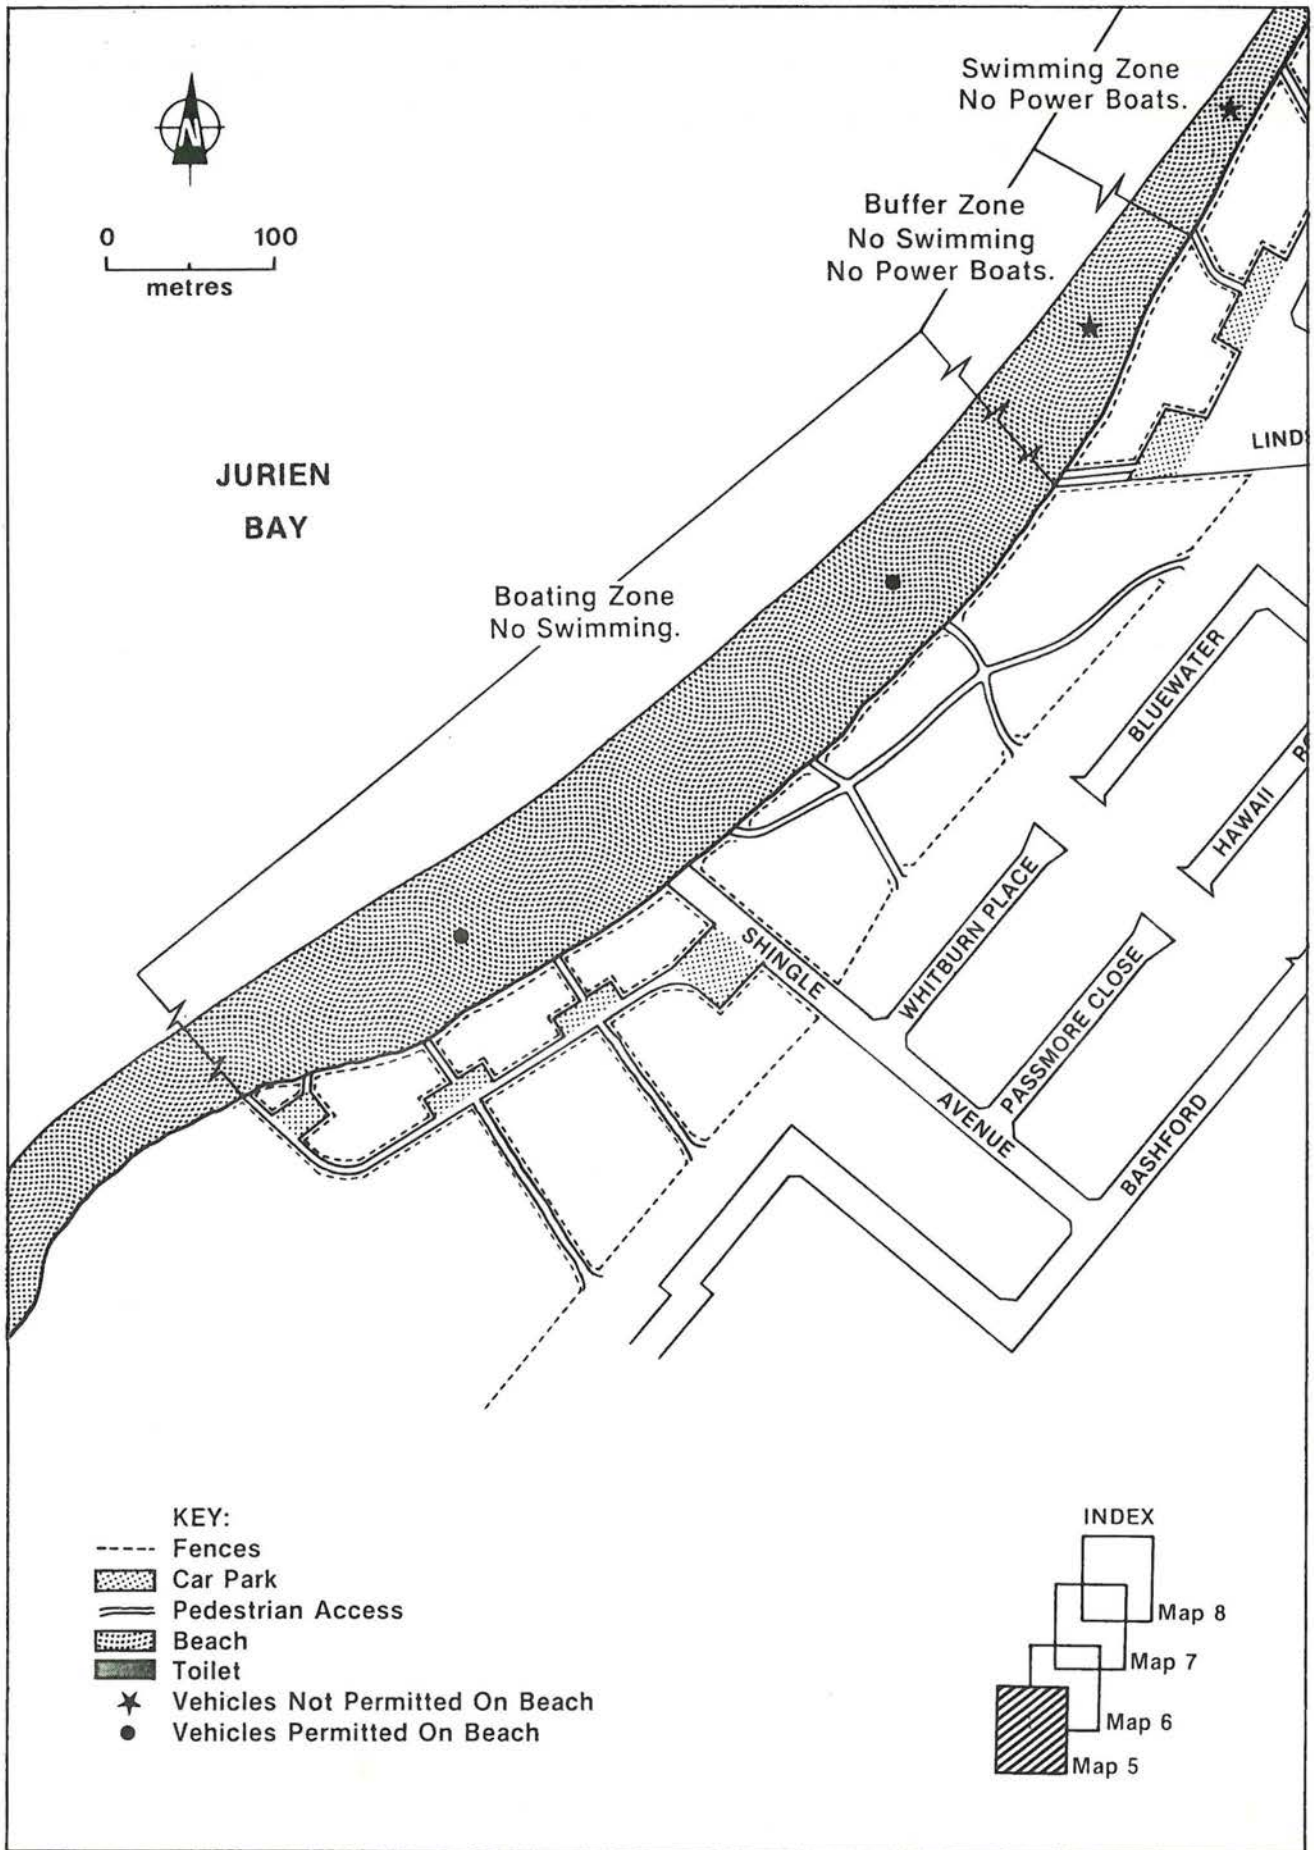 Swimming Zone
No Power Boats.
N
Buffer Zone
No Swimming
No Power Boats.
0 100
metres
LIND
JURIEN
BAY
Boating Zone
No Swimming.
BLUEWATER
HAWAII
WHITBURN PLACE
SHINGLE
AVENUE
PASSMORE CLOSE
BASHFORD
KEY:
Fences
Car Park
Pedestrian Access
Beach
Toilet
Vehicles Not Permitted On Beach
Vehicles Permitted On Beach
INDEX
Map 8
Map 7
Map 6
Map 5